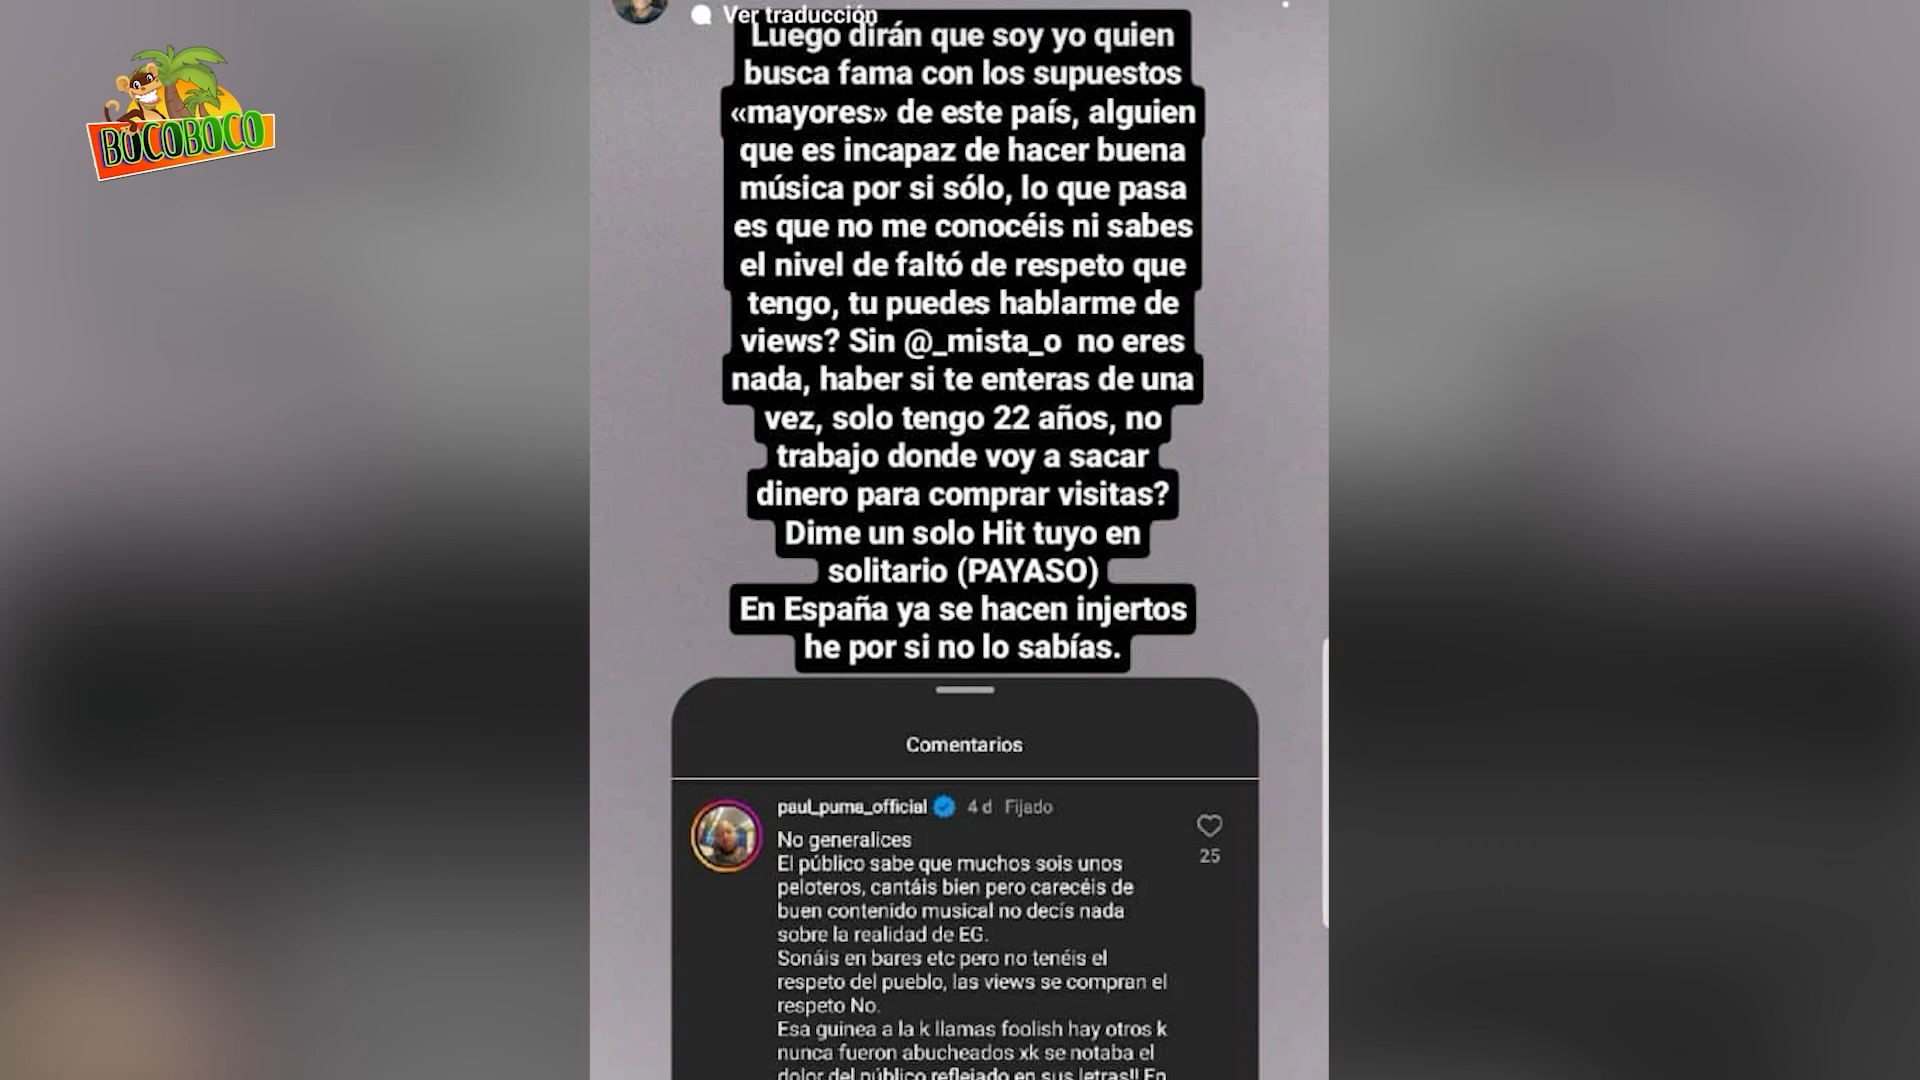 BOCOBOCO
Ver traducción
Luego dirán que soy yo quien
busca fama con los supuestos
«mayores» de este país, alguien
que es incapaz de hacer buena
música por si sólo, lo que pasa
es que no me conocéis ni sabes
el nivel de faltó de respeto que
tengo, tu puedes hablarme de
views? Sin @_mista_o no eres
nada, haber si te enteras de una
vez, solo tengo 22 años, no
trabajo donde voy a sacar
dinero para comprar visitas?
Dime un solo Hit tuyo en
solitario (PAYASO)
En España ya se hacen injertos
he por si no lo sabías.
Comentarios
paul_puma_official 4 d Fijado
No generalices
El público sabe que muchos sois unos
peloteros, cantáis bien pero carecéis de
buen contenido musical no decís nada
sobre la realidad de EG.
Sonáis en bares etc pero no tenéis el
respeto del pueblo, las views se compran el
respeto No.
Esa guinea a la k llamas foolish hay otros k
nunca fueron abucheados xk se notaba el
dolor del público reflejado en sus letras!! En
25